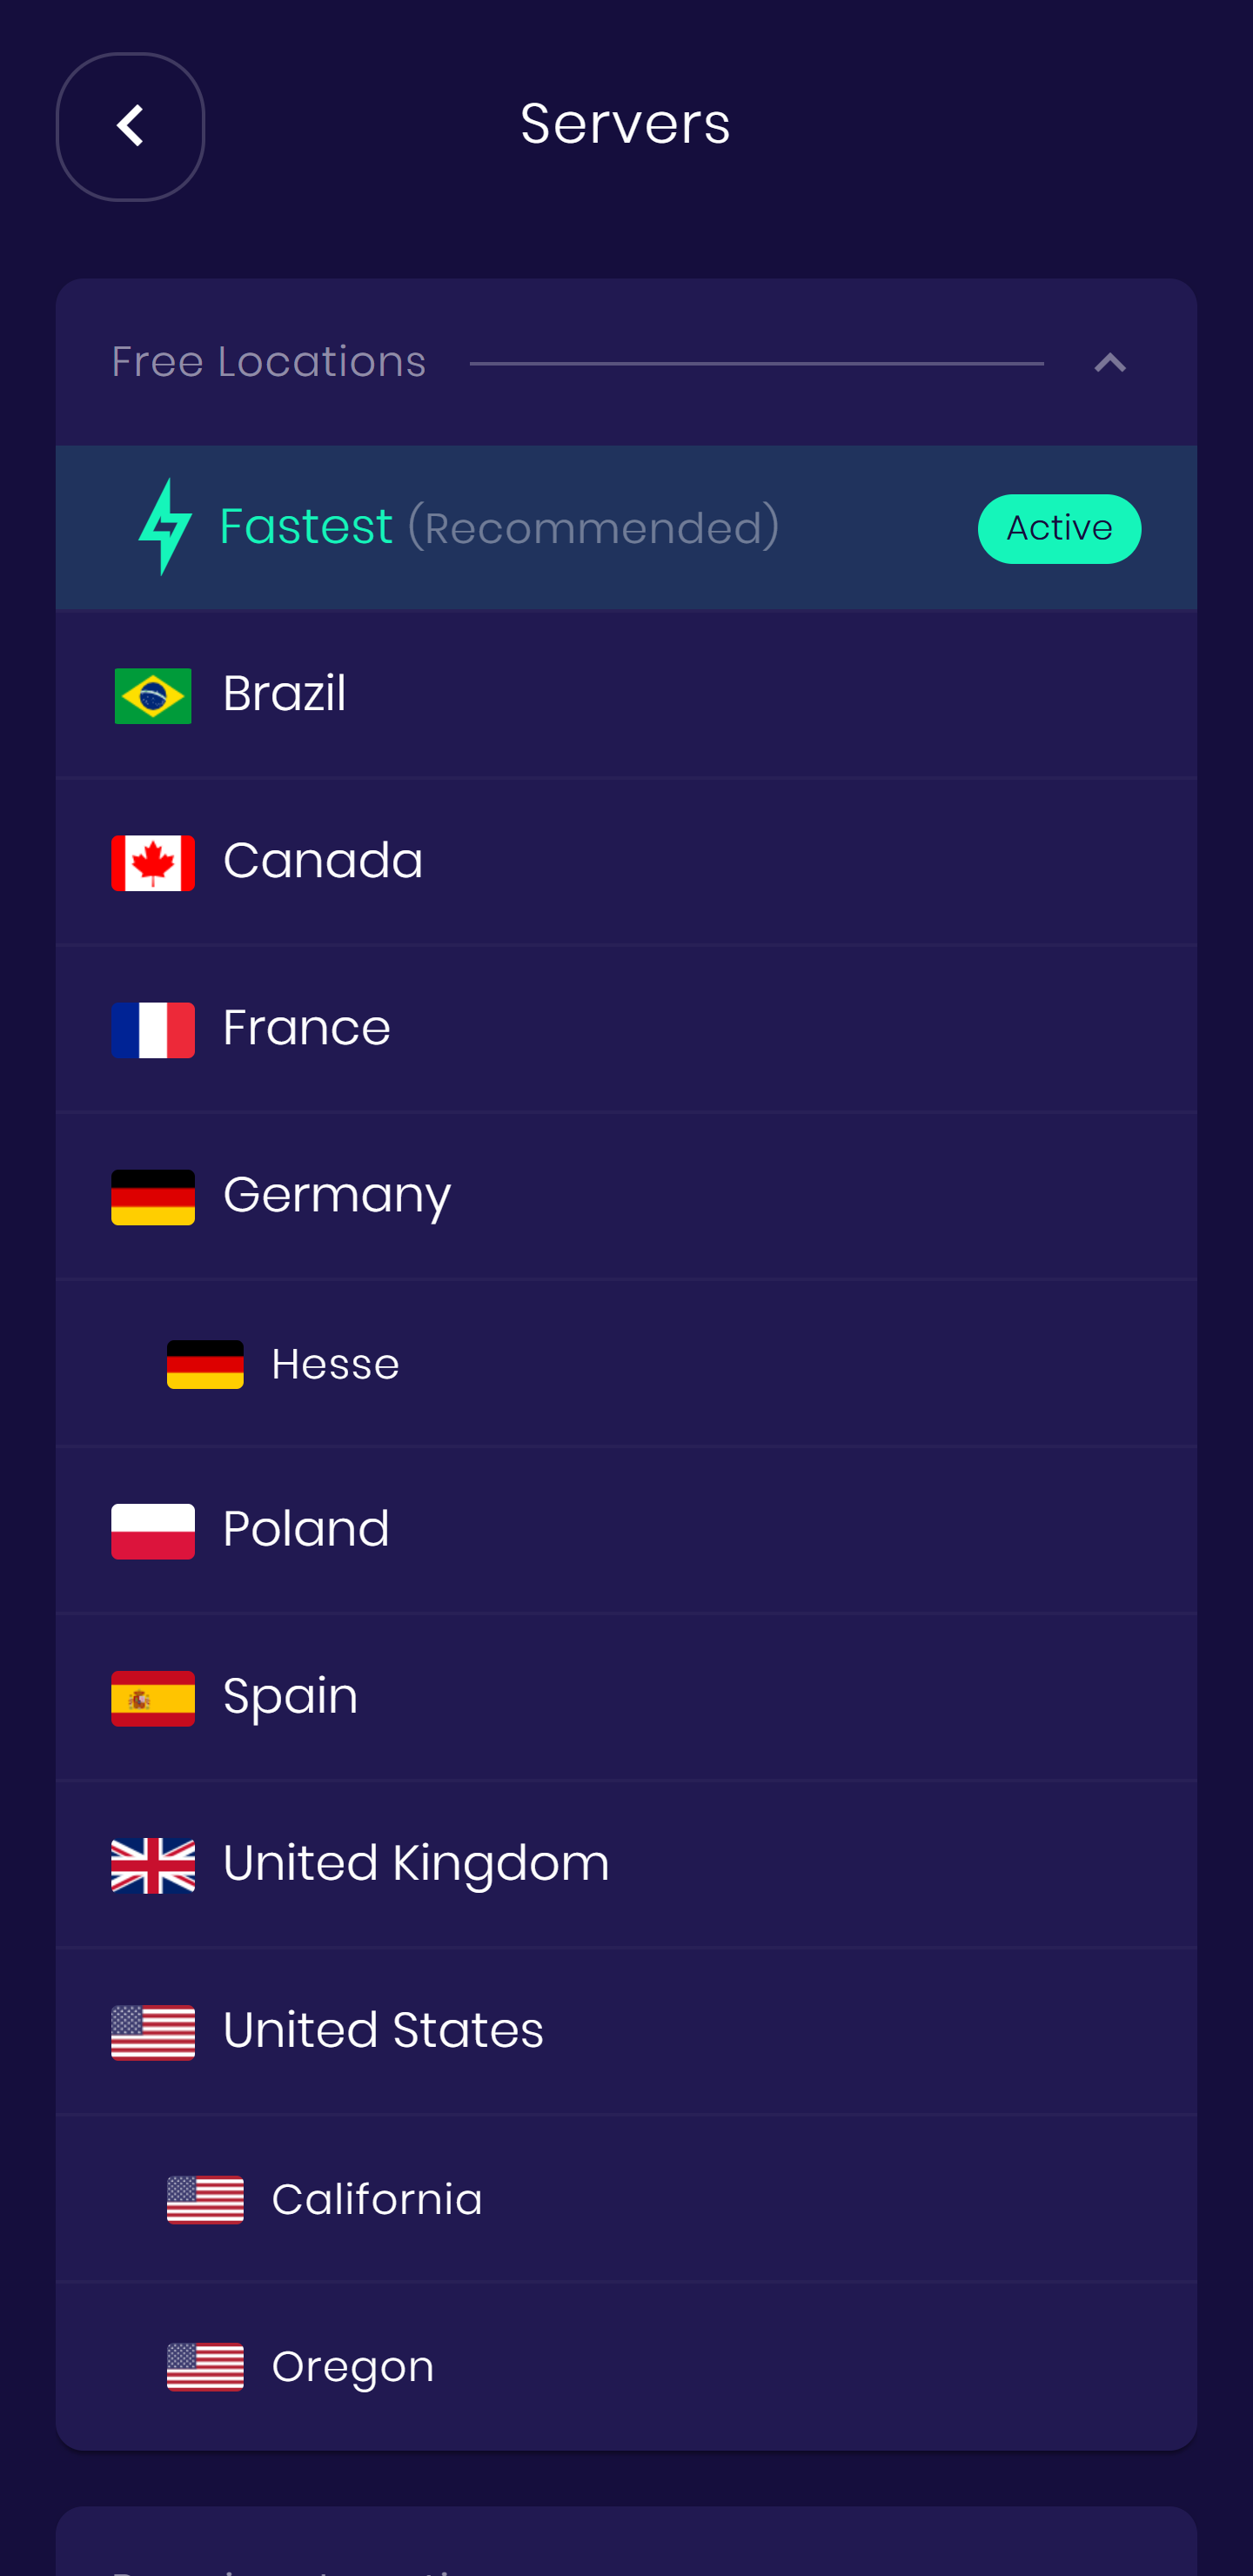 Servers
Free Locations
Fastest (Recommended) Active
Brazil
Canada
France
Germany
Hesse
Poland
Spain
United Kingdom
United States
California
Oregon